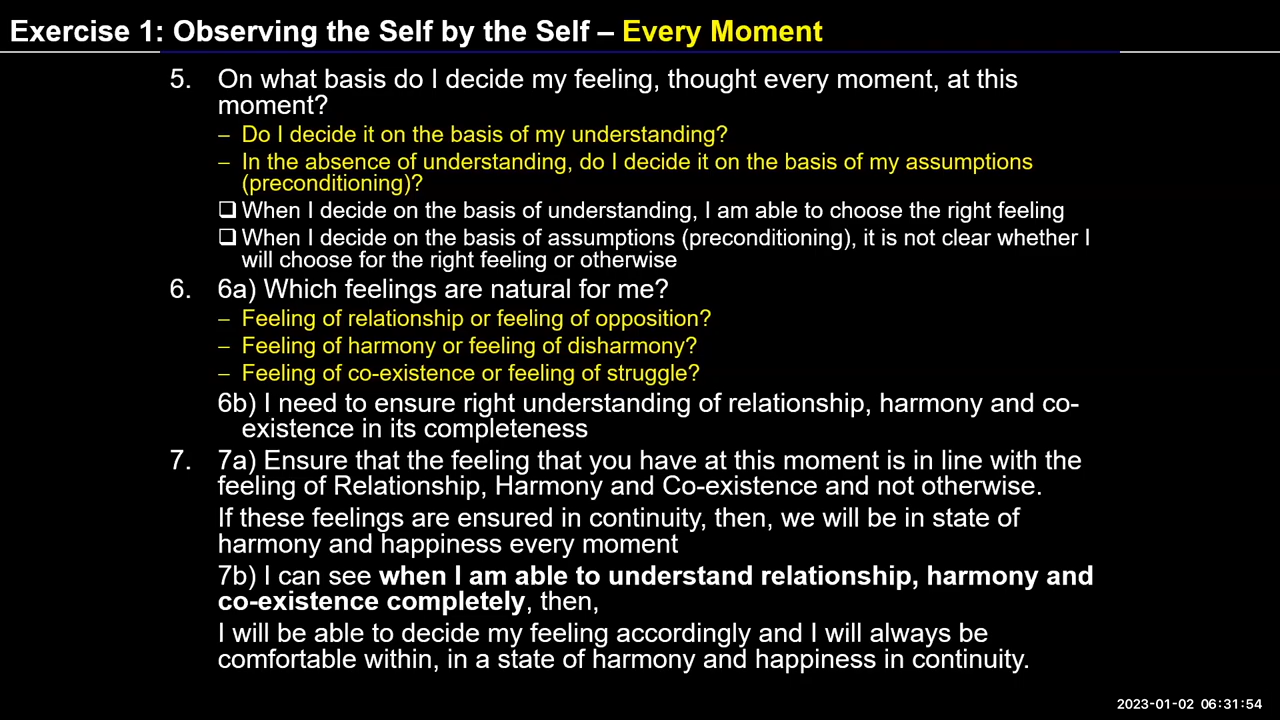 Exercise 1: Observing the Self by the Self – Every Moment
5. On what basis do I decide my feeling, thought every moment, at this
moment?
– Do I decide it on the basis of my understanding?
– In the absence of understanding, do I decide it on the basis of my assumptions
(preconditioning)?
❑ When I decide on the basis of understanding, I am able to choose the right feeling
❑ When I decide on the basis of assumptions (preconditioning), it is not clear whether I
will choose for the right feeling or otherwise
6. 6a) Which feelings are natural for me?
– Feeling of relationship or feeling of opposition?
– Feeling of harmony or feeling of disharmony?
– Feeling of co-existence or feeling of struggle?
6b) I need to ensure right understanding of relationship, harmony and co-
existence in its completeness
7. 7a) Ensure that the feeling that you have at this moment is in line with the
feeling of Relationship, Harmony and Co-existence and not otherwise.
If these feelings are ensured in continuity, then, we will be in state of
harmony and happiness every moment
7b) I can see when I am able to understand relationship, harmony and
co-existence completely, then,
I will be able to decide my feeling accordingly and I will always be
comfortable within, in a state of harmony and happiness in continuity.
2023-01-02 06:31:54